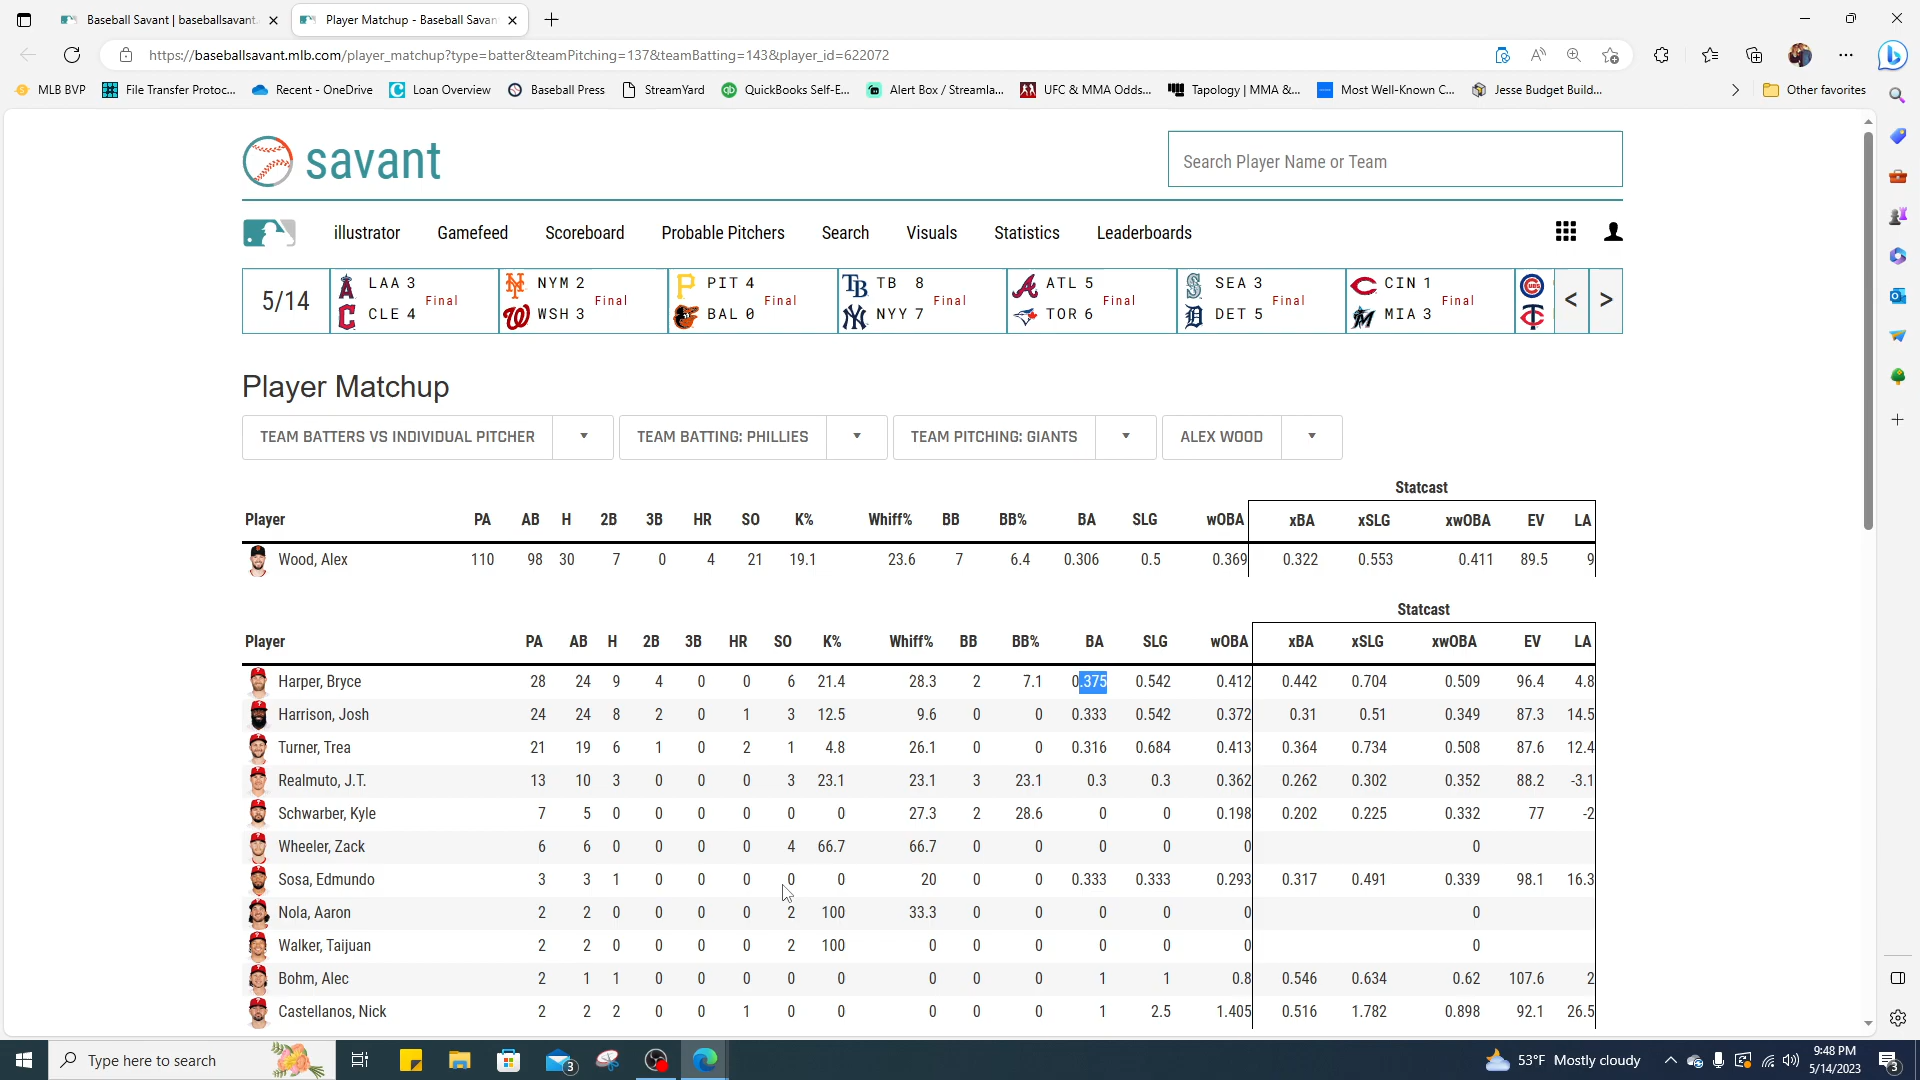 Baseball Savant | baseballsavant.
Player Matchup - Baseball Savan
https://baseballsavant.mlb.com/player_matchup?type=batter&teamPitching=137&teamBatting=143&player_id=622072
MLB BVP File Transfer Protoc... Recent - OneDrive Loan Overview Baseball Press StreamYard QuickBooks Self-E... Alert Box / Streamla... UFC & MMA Odds... Tapology | MMA &... Most Well-Known C... Jesse Budget Build... Other favorites
savant
Search Player Name or Team
illustrator Gamefeed Scoreboard Probable Pitchers Search Visuals Statistics Leaderboards
5/14
LAA 3
CLE 4
Final
NYM 2
WSH 3
Final
PIT 4
BAL 0
Final
TB 8
NYY 7
Final
ATL 5
TOR 6
Final
SEA 3
DET 5
Final
CIN 1
MIA 3
Final
< >
Player Matchup
TEAM BATTERS VS INDIVIDUAL PITCHER TEAM BATTING: PHILLIES TEAM PITCHING: GIANTS ALEX WOOD
Statcast
Player PA AB H 2B 3B HR SO K% Whiff% BB BB% BA SLG wOBA xBA xSLG xwOBA EV LA
Wood, Alex 110 98 30 7 0 4 21 19.1 23.6 7 6.4 0.306 0.5 0.369 0.322 0.553 0.411 89.5 9
Statcast
Player PA AB H 2B 3B HR SO K% Whiff% BB BB% BA SLG wOBA xBA xSLG xwOBA EV LA
Harper, Bryce 28 24 9 4 0 0 6 21.4 28.3 2 7.1 0.375 0.542 0.412 0.442 0.704 0.509 96.4 4.8
Harrison, Josh 24 24 8 2 0 1 3 12.5 9.6 0 0 0.333 0.542 0.372 0.31 0.51 0.349 87.3 14.5
Turner, Trea 21 19 6 1 0 2 1 4.8 26.1 0 0 0.316 0.684 0.413 0.364 0.734 0.508 87.6 12.4
Realmuto, J.T. 13 10 3 0 0 0 3 23.1 23.1 3 23.1 0.3 0.3 0.362 0.262 0.302 0.352 88.2 -3.1
Schwarber, Kyle 7 5 0 0 0 0 0 0 27.3 2 28.6 0 0 0.198 0.202 0.225 0.332 77 -2
Wheeler, Zack 6 6 0 0 0 0 4 66.7 66.7 0 0 0 0 0 0
Sosa, Edmundo 3 3 1 0 0 0 0 0 20 0 0 0.333 0.333 0.293 0.317 0.491 0.339 98.1 16.3
Nola, Aaron 2 2 0 0 0 0 2 100 33.3 0 0 0 0 0 0
Walker, Taijuan 2 2 0 0 0 0 2 100 0 0 0 0 0 0 0
Bohm, Alec 2 1 1 0 0 0 0 0 0 0 0 1 1 0.8 0.546 0.634 0.62 107.6 2
Castellanos, Nick 2 2 2 0 0 1 0 0 0 0 0 1 2.5 1.405 0.516 1.782 0.898 92.1 26.5
Type here to search
3
53°F Mostly cloudy
9:48 PM
5/14/2023
3